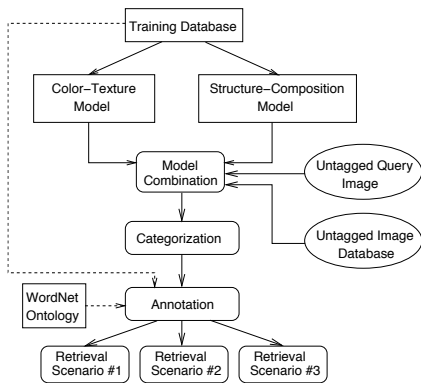 Training Database
Color-Texture
Model
Structure-Composition
Model
Model
Combination
Untagged Query
Image
Categorization
Untagged Image
Database
WordNet
Ontology
Annotation
Retrieval
Scenario #1
Retrieval
Scenario #2
Retrieval
Scenario #3